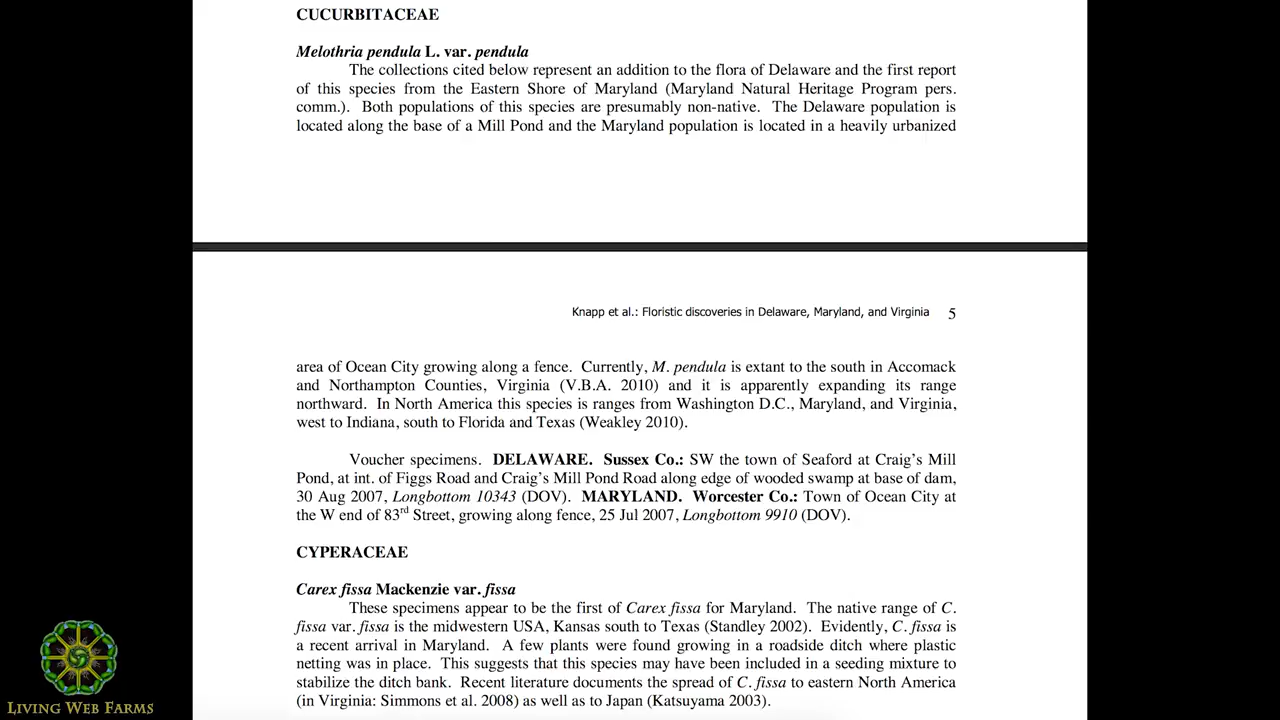 CUCURBITACEAE
Melothria pendula L. var. pendula
The collections cited below represent an addition to the flora of Delaware and the first report
of this species from the Eastern Shore of Maryland (Maryland Natural Heritage Program pers.
comm.). Both populations of this species are presumably non-native. The Delaware population is
located along the base of a Mill Pond and the Maryland population is located in a heavily urbanized
Knapp et al.: Floristic discoveries in Delaware, Maryland, and Virginia 5
area of Ocean City growing along a fence. Currently, M. pendula is extant to the south in Accomack
and Northampton Counties, Virginia (V.B.A. 2010) and it is apparently expanding its range
northward. In North America this species is ranges from Washington D.C., Maryland, and Virginia,
west to Indiana, south to Florida and Texas (Weakley 2010).
Voucher specimens. DELAWARE. Sussex Co.: SW the town of Seaford at Craig's Mill
Pond, at int. of Figgs Road and Craig's Mill Pond Road along edge of wooded swamp at base of dam,
30 Aug 2007, Longbottom 10343 (DOV). MARYLAND. Worcester Co.: Town of Ocean City at
the W end of 83rd Street, growing along fence, 25 Jul 2007, Longbottom 9910 (DOV).
CYPERACEAE
Carex fissa Mackenzie var. fissa
These specimens appear to be the first of Carex fissa for Maryland. The native range of C.
fissa var. fissa is the midwestern USA, Kansas south to Texas (Standley 2002). Evidently, C. fissa is
a recent arrival in Maryland. A few plants were found growing in a roadside ditch where plastic
netting was in place. This suggests that this species may have been included in a seeding mixture to
stabilize the ditch bank. Recent literature documents the spread of C. fissa to eastern North America
(in Virginia: Simmons et al. 2008) as well as to Japan (Katsuyama 2003).
LIVING WEB FARMS